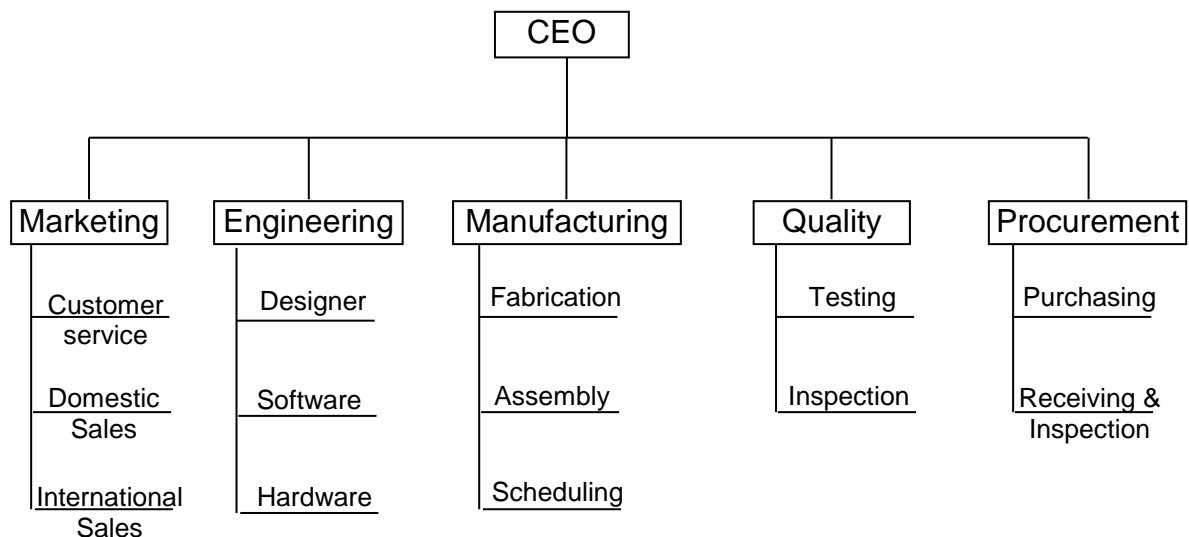 CEO
Marketing
Engineering
Manufacturing
Quality
Procurement
Customer
service
Domestic
Sales
International
Sales
Designer
Software
Hardware
Fabrication
Assembly
Scheduling
Testing
Inspection
Purchasing
Receiving &
Inspection